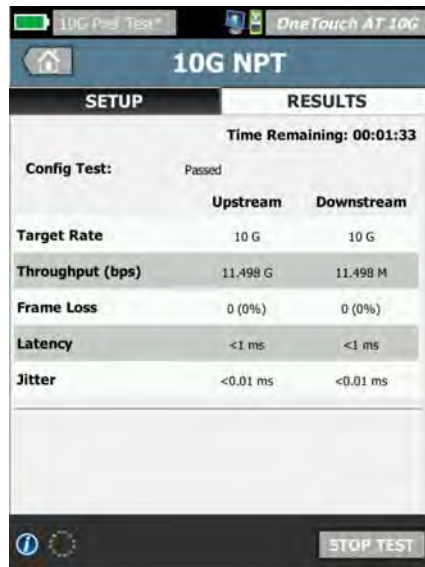 10G Perf Test*
OneTouch AT 10G
10G NPT
SETUP RESULTS
Time Remaining: 00:01:33
Config Test: Passed
Upstream Downstream
Target Rate 10 G 10 G
Throughput (bps) 11.498 G 11.498 M
Frame Loss 0 (0%) 0 (0%)
Latency <1 ms <1 ms
Jitter <0.01 ms <0.01 ms
STOP TEST